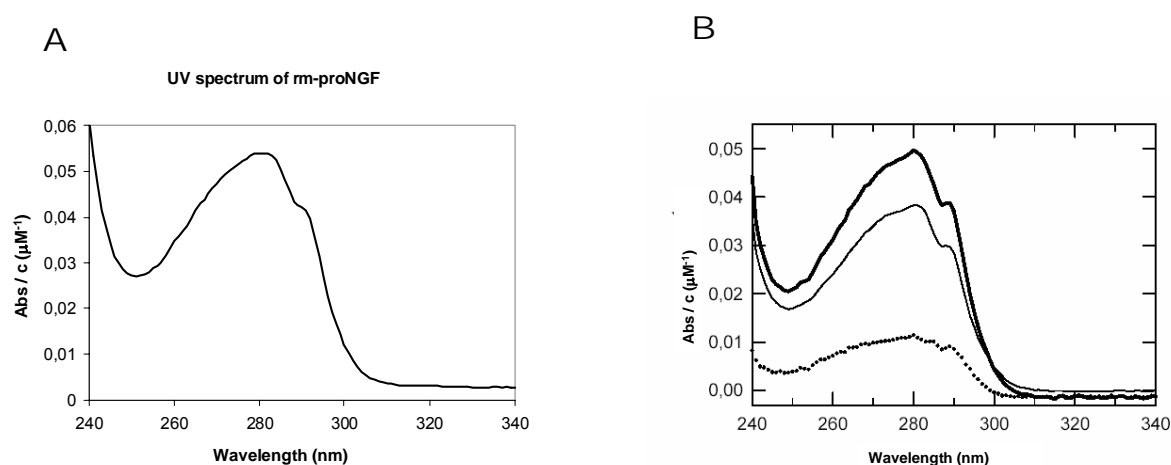 A
UV spectrum of rm-proNGF
Abs / c (µM-1)
0,06
0,05
0,04
0,03
0,02
0,01
0
240 260 280 300 320 340
Wavelength (nm)
B
Abs / c (µM-1)
0,05
0,04
0,03
0,02
0,01
0,00
240 260 280 300 320 340
Wavelength (nm)